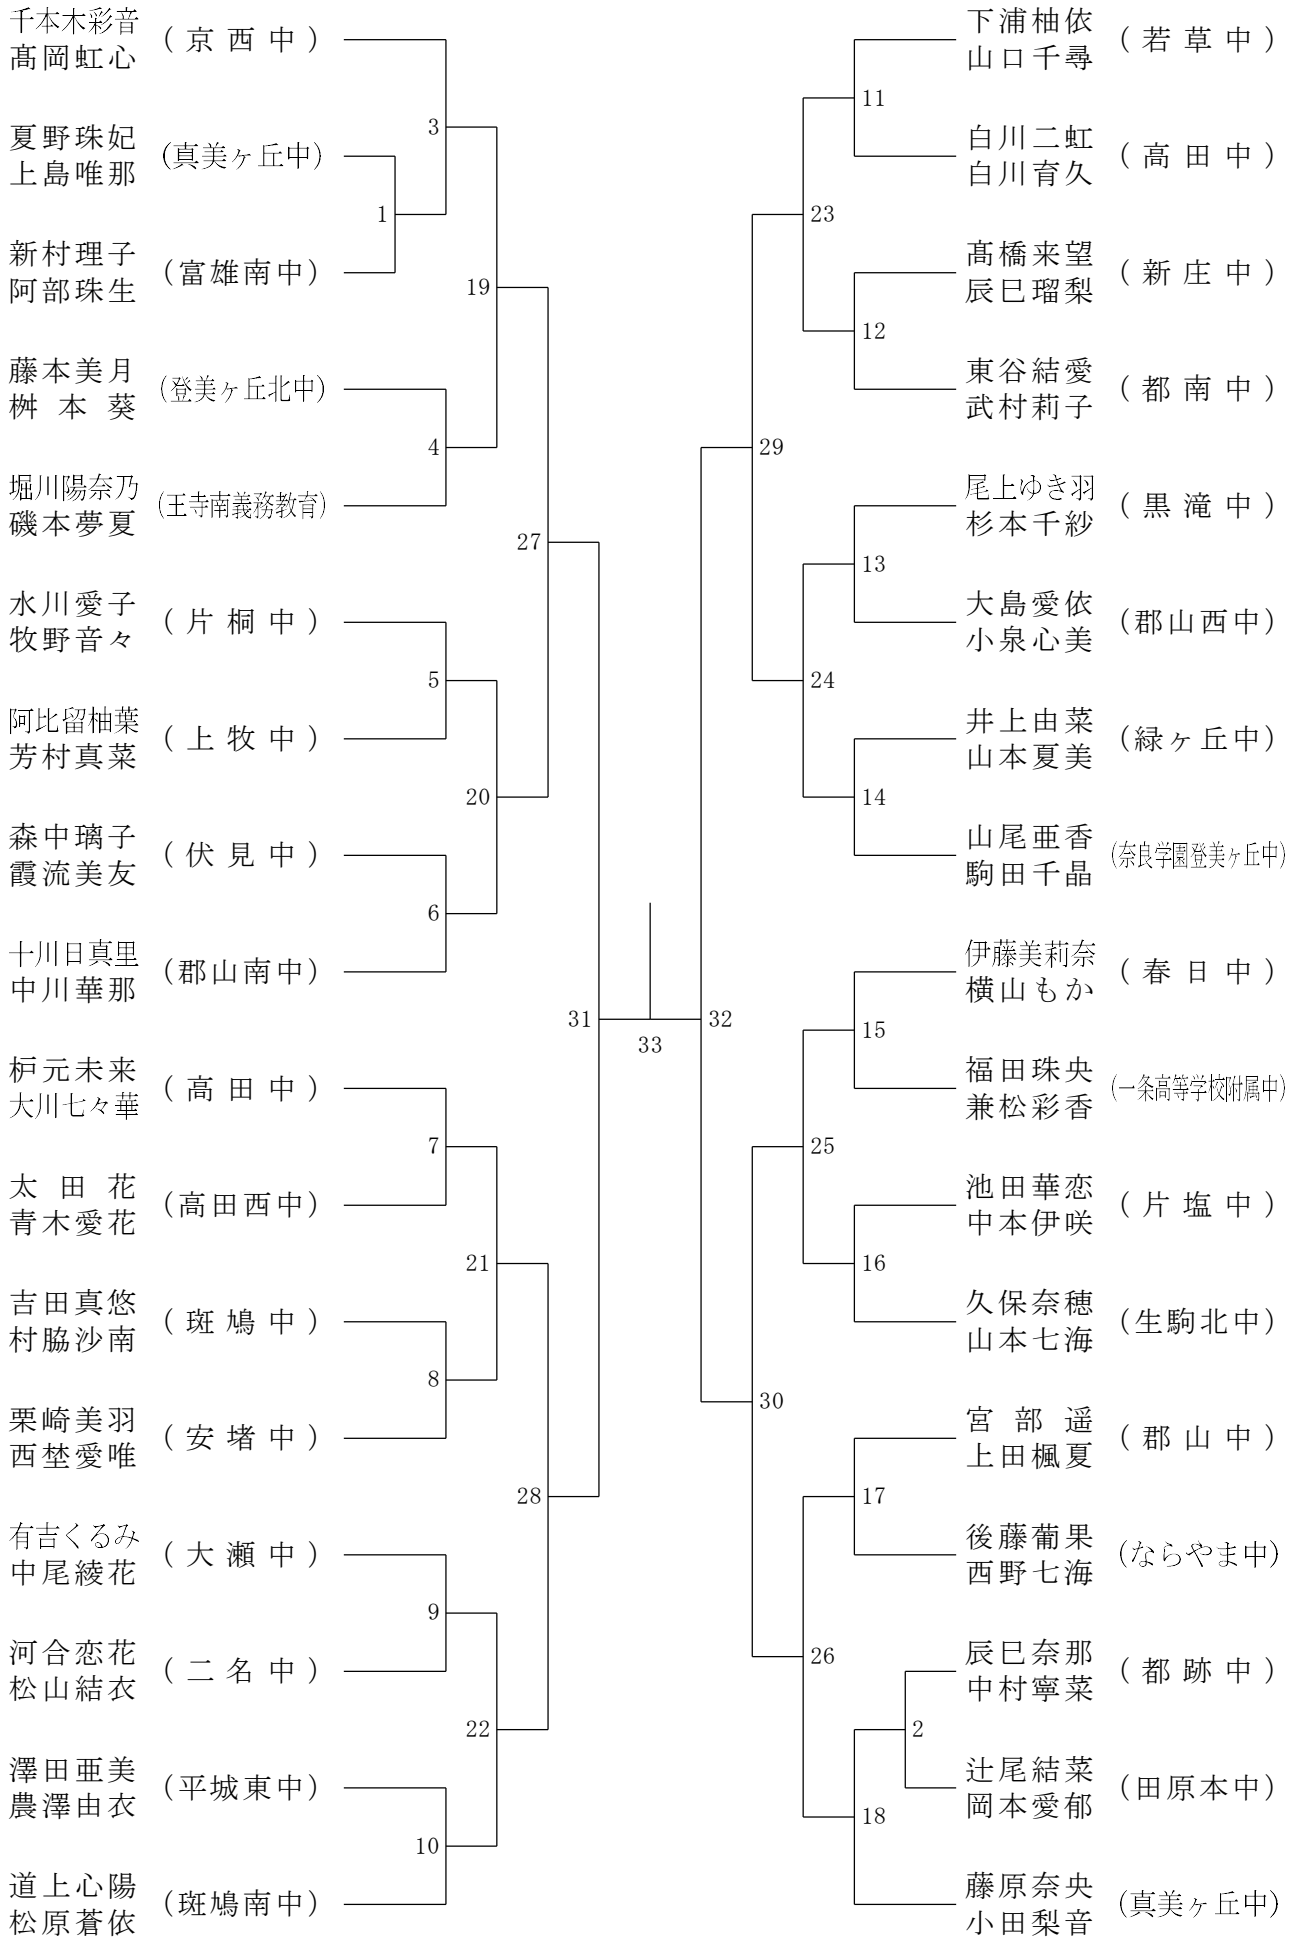 千本木彩音
髙岡虹心
(京西中)
夏野珠妃
上島唯那
(真美ヶ丘中)
新村理子
阿部珠生
(富雄南中)
藤本美月
桝本葵
(登美ヶ丘北中)
堀川陽奈乃
磯本夢夏
(王寺南義務教育)
水川愛子
牧野音々
(片桐中)
阿比留柚葉
芳村真菜
(上牧中)
森中璃子
霞流美友
(伏見中)
十川日真里
中川華那
(郡山南中)
枦元未来
大川七々華
(高田中)
太田花
青木愛花
(高田西中)
吉田真悠
村脇沙南
(斑鳩中)
栗崎美羽
西埜愛唯
(安堵中)
有吉くるみ
中尾綾花
(大瀬中)
河合恋花
松山結衣
(二名中)
澤田亜美
農澤由衣
(平城東中)
道上心陽
松原蒼依
(斑鳩南中)
1
3
4
5
6
7
8
9
10
19
20
21
22
27
28
31
33
32
29
30
23
24
25
26
11
12
13
14
15
16
17
18
2
下浦柚依
山口千尋
(若草中)
白川二虹
白川育久
(高田中)
髙橋来望
辰巳瑠梨
(新庄中)
東谷結愛
武村莉子
(都南中)
尾上ゆき羽
杉本千紗
(黒滝中)
大島愛依
小泉心美
(郡山西中)
井上由菜
山本夏美
(緑ヶ丘中)
山尾亜香
駒田千晶
(奈良学園登美ヶ丘中)
伊藤美莉奈
横山もか
(春日中)
福田珠央
兼松彩香
(一条高等学校附属中)
池田華恋
中本伊咲
(片塩中)
久保奈穂
山本七海
(生駒北中)
宮部遥
上田楓夏
(郡山中)
後藤葡果
西野七海
(ならやま中)
辰巳奈那
中村寧菜
(都跡中)
辻尾結菜
岡本愛郁
(田原本中)
藤原奈央
小田梨音
(真美ヶ丘中)